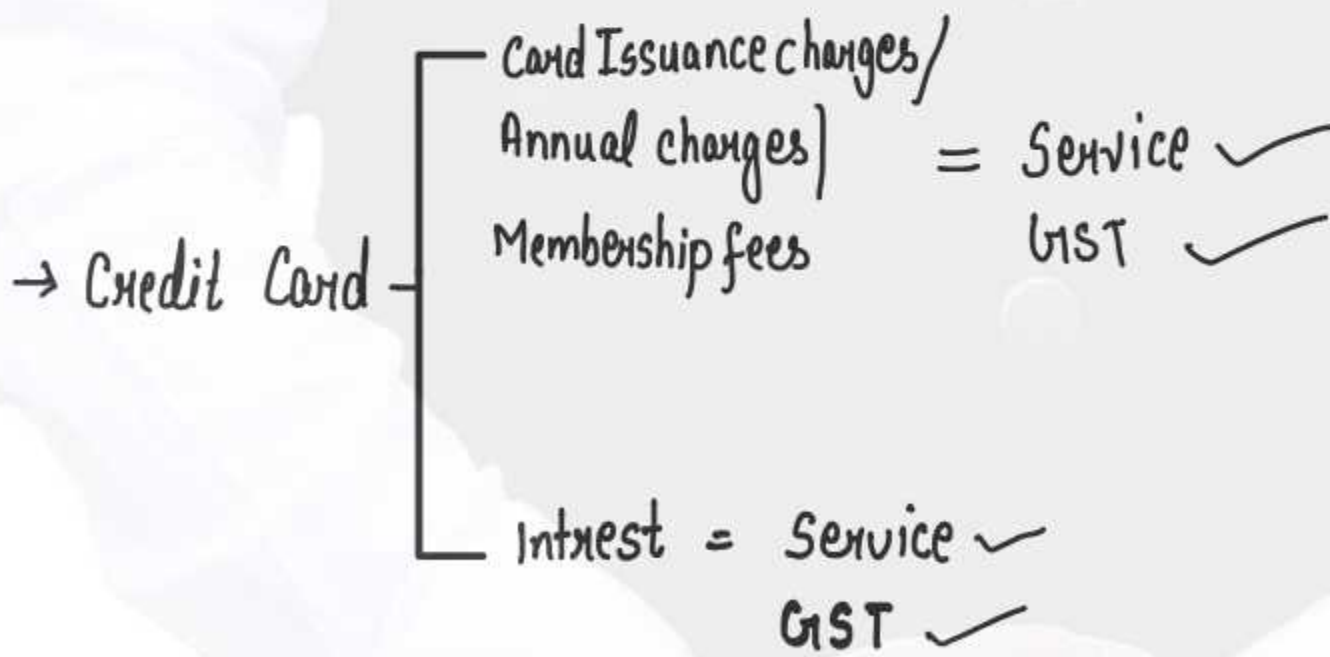 Card Issuance charges/
Annual charges| = Service ✓
Membership fees GST ✓
→ Credit Card
Intrest = Service ✓
GST ✓